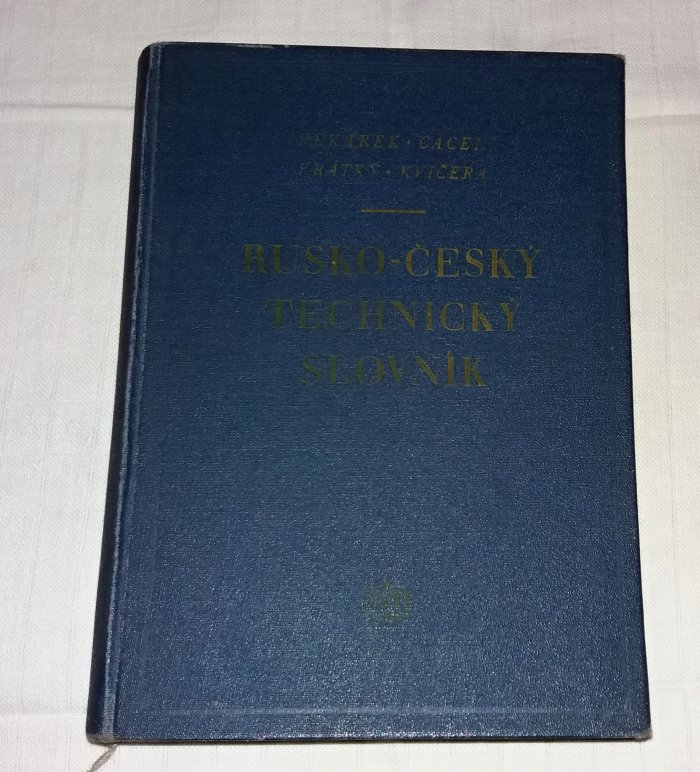 PEKÁREK · CACEK
KRÁTKÝ · KVIČERA
RUSKO-ČESKÝ
TECHNICKÝ
SLOVNÍK